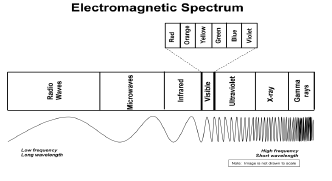 Electromagnetic Spectrum
Red
Orange
Yellow
Green
Blue
Violet
Radio
Waves
Microwaves
Infrared
Visible
Ultraviolet
X-ray
Gamma
rays
Low frequency
Long wavelength
High frequency
Short wavelength
Note: Image is not drawn to scale